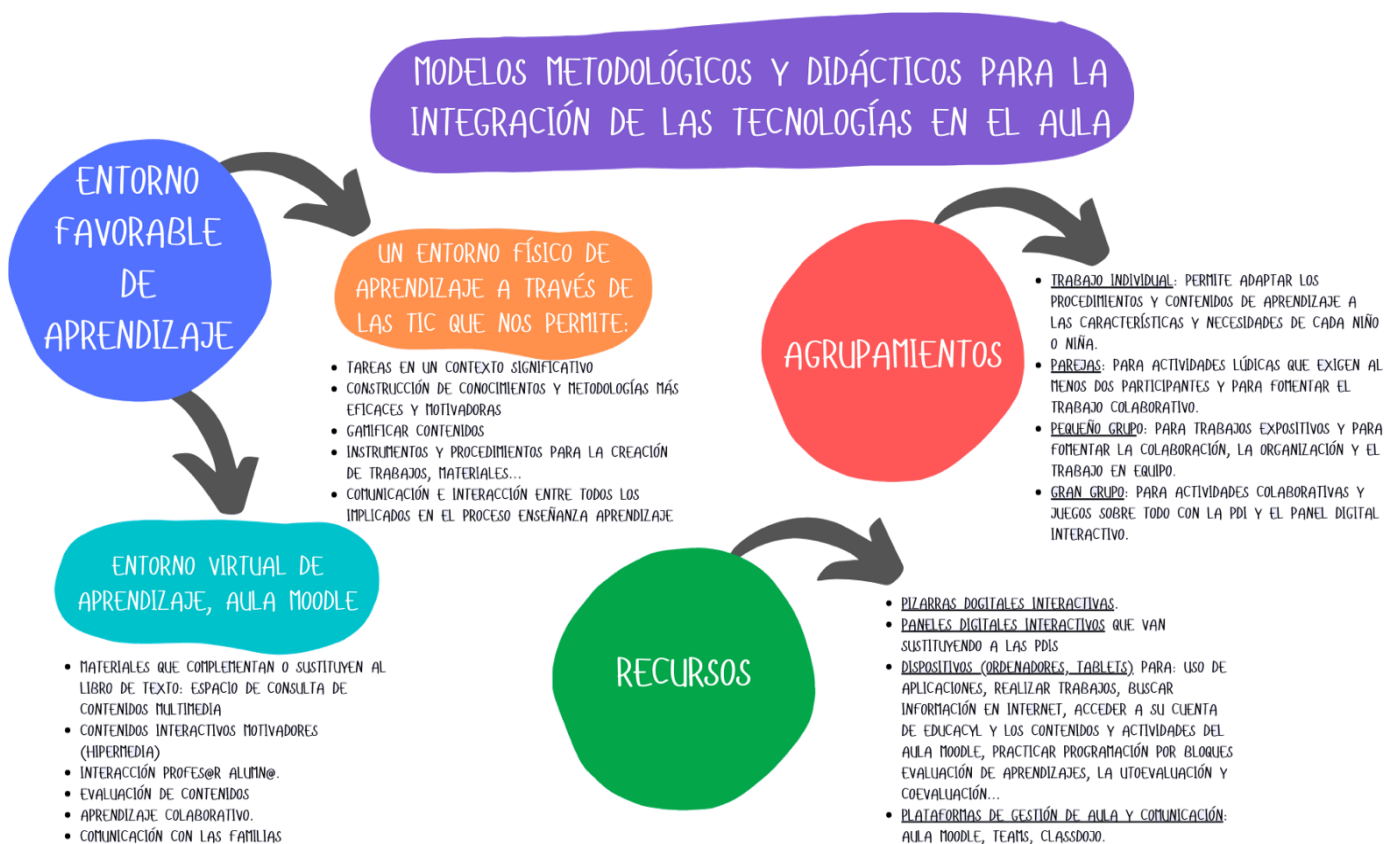 MODELOS METODOLÓGICOS Y DIDÁCTICOS PARA LA
INTEGRACIÓN DE LAS TECNOLOGÍAS EN EL AULA
ENTORNO
FAVORABLE
DE
APRENDIZAJE
UN ENTORNO FÍSICO DE
APRENDIZAJE A TRAVÉS DE
LAS TIC QUE NOS PERMITE:
• TAREAS EN UN CONTEXTO SIGNIFICATIVO
• CONSTRUCCIÓN DE CONOCIMIENTOS Y METODOLOGÍAS MÁS
EFICACES Y MOTIVADORAS
• GAMIFICAR CONTENIDOS
• INSTRUMENTOS Y PROCEDIMIENTOS PARA LA CREACIÓN
DE TRABAJOS, MATERIALES...
• COMUNICACIÓN E INTERACCIÓN ENTRE TODOS LOS
IMPLICADOS EN EL PROCESO ENSEÑANZA APRENDIZAJE
ENTORNO VIRTUAL DE
APRENDIZAJE, AULA MOODLE
• MATERIALES QUE COMPLEMENTAN O SUSTITUYEN AL
LIBRO DE TEXTO: ESPACIO DE CONSULTA DE
CONTENIDOS MULTIMEDIA
• CONTENIDOS INTERACTIVOS MOTIVADORES
(HIPERMEDIA)
• INTERACCIÓN PROFES@R ALUMN@.
• EVALUACIÓN DE CONTENIDOS
• APRENDIZAJE COLABORATIVO.
• COMUNICACIÓN CON LAS FAMILIAS
AGRUPAMIENTOS
• TRABAJO INDIVIDUAL: PERMITE ADAPTAR LOS
PROCEDIMIENTOS Y CONTENIDOS DE APRENDIZAJE A
LAS CARACTERÍSTICAS Y NECESIDADES DE CADA NIÑO
O NIÑA.
• PAREJAS: PARA ACTIVIDADES LÚDICAS QUE EXIGEN AL
MENOS DOS PARTICIPANTES Y PARA FOMENTAR EL
TRABAJO COLABORATIVO.
• PEQUEÑO GRUPO: PARA TRABAJOS EXPOSITIVOS Y PARA
FOMENTAR LA COLABORACIÓN, LA ORGANIZACIÓN Y EL
TRABAJO EN EQUIPO.
• GRAN GRUPO: PARA ACTIVIDADES COLABORATIVAS Y
JUEGOS SOBRE TODO CON LA PDI Y EL PANEL DIGITAL
INTERACTIVO.
RECURSOS
• PIZARRAS DOGITALES INTERACTIVAS.
• PANELES DIGITALES INTERACTIVOS QUE VAN
SUSTITUYENDO A LAS PDIS
• DISPOSITIVOS (ORDENADORES, TABLETS) PARA: USO DE
APLICACIONES, REALIZAR TRABAJOS, BUSCAR
INFORMACIÓN EN INTERNET, ACCEDER A SU CUENTA
DE EDUCACYL Y LOS CONTENIDOS Y ACTIVIDADES DEL
AULA MOODLE, PRACTICAR PROGRAMACIÓN POR BLOQUES
EVALUACIÓN DE APRENDIZAJES, LA UTOEVALUACIÓN Y
COEVALUACIÓN...
• PLATAFORMAS DE GESTIÓN DE AULA Y COMUNICACIÓN:
AULA MOODLE, TEAMS, CLASSDOJO.